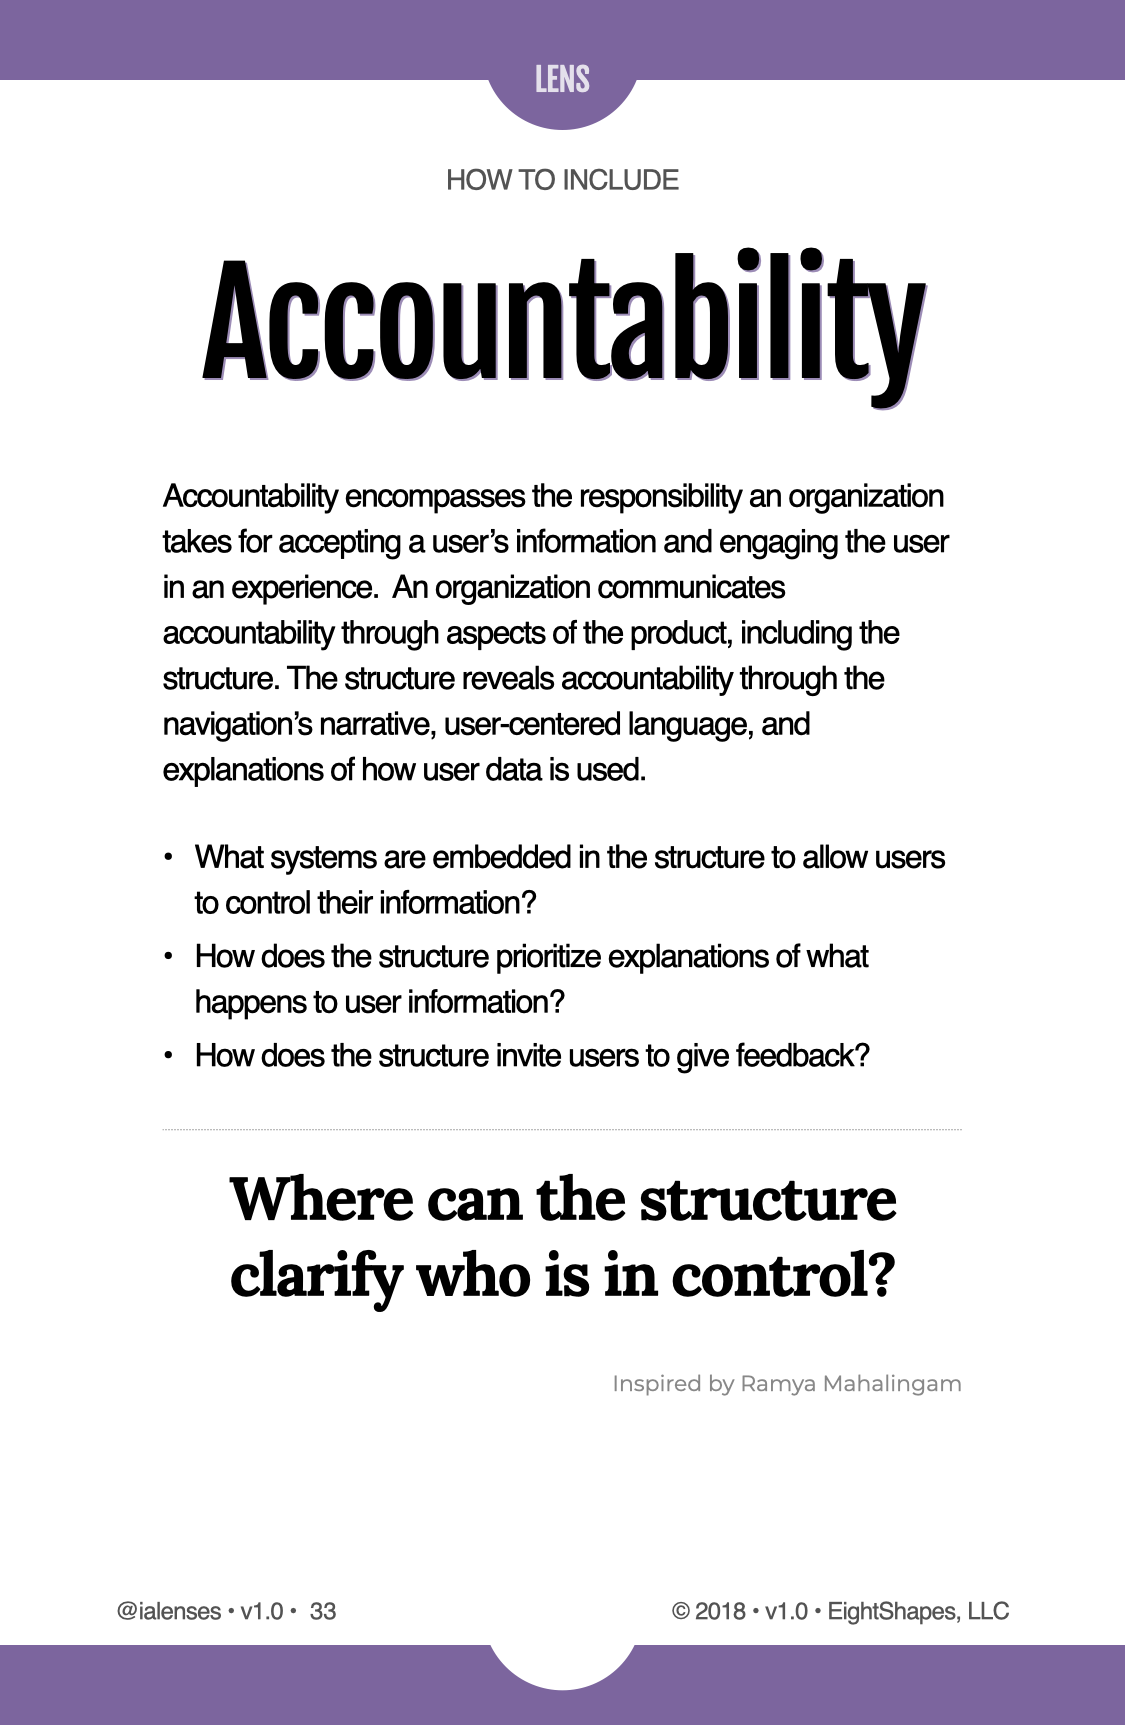 LENS
HOW TO INCLUDE
Accountability
Accountability encompasses the responsibility an organization
takes for accepting a user’s information and engaging the user
in an experience.  An organization communicates
accountability through aspects of the product, including the
structure. The structure reveals accountability through the
navigation’s narrative, user-centered language, and
explanations of how user data is used.
• What systems are embedded in the structure to allow users
to control their information?
• How does the structure prioritize explanations of what
happens to user information?
• How does the structure invite users to give feedback?
Where can the structure
clarify who is in control?
Inspired by Ramya Mahalingam
@ialenses • v1.0 •  33
© 2018 • v1.0 • EightShapes, LLC